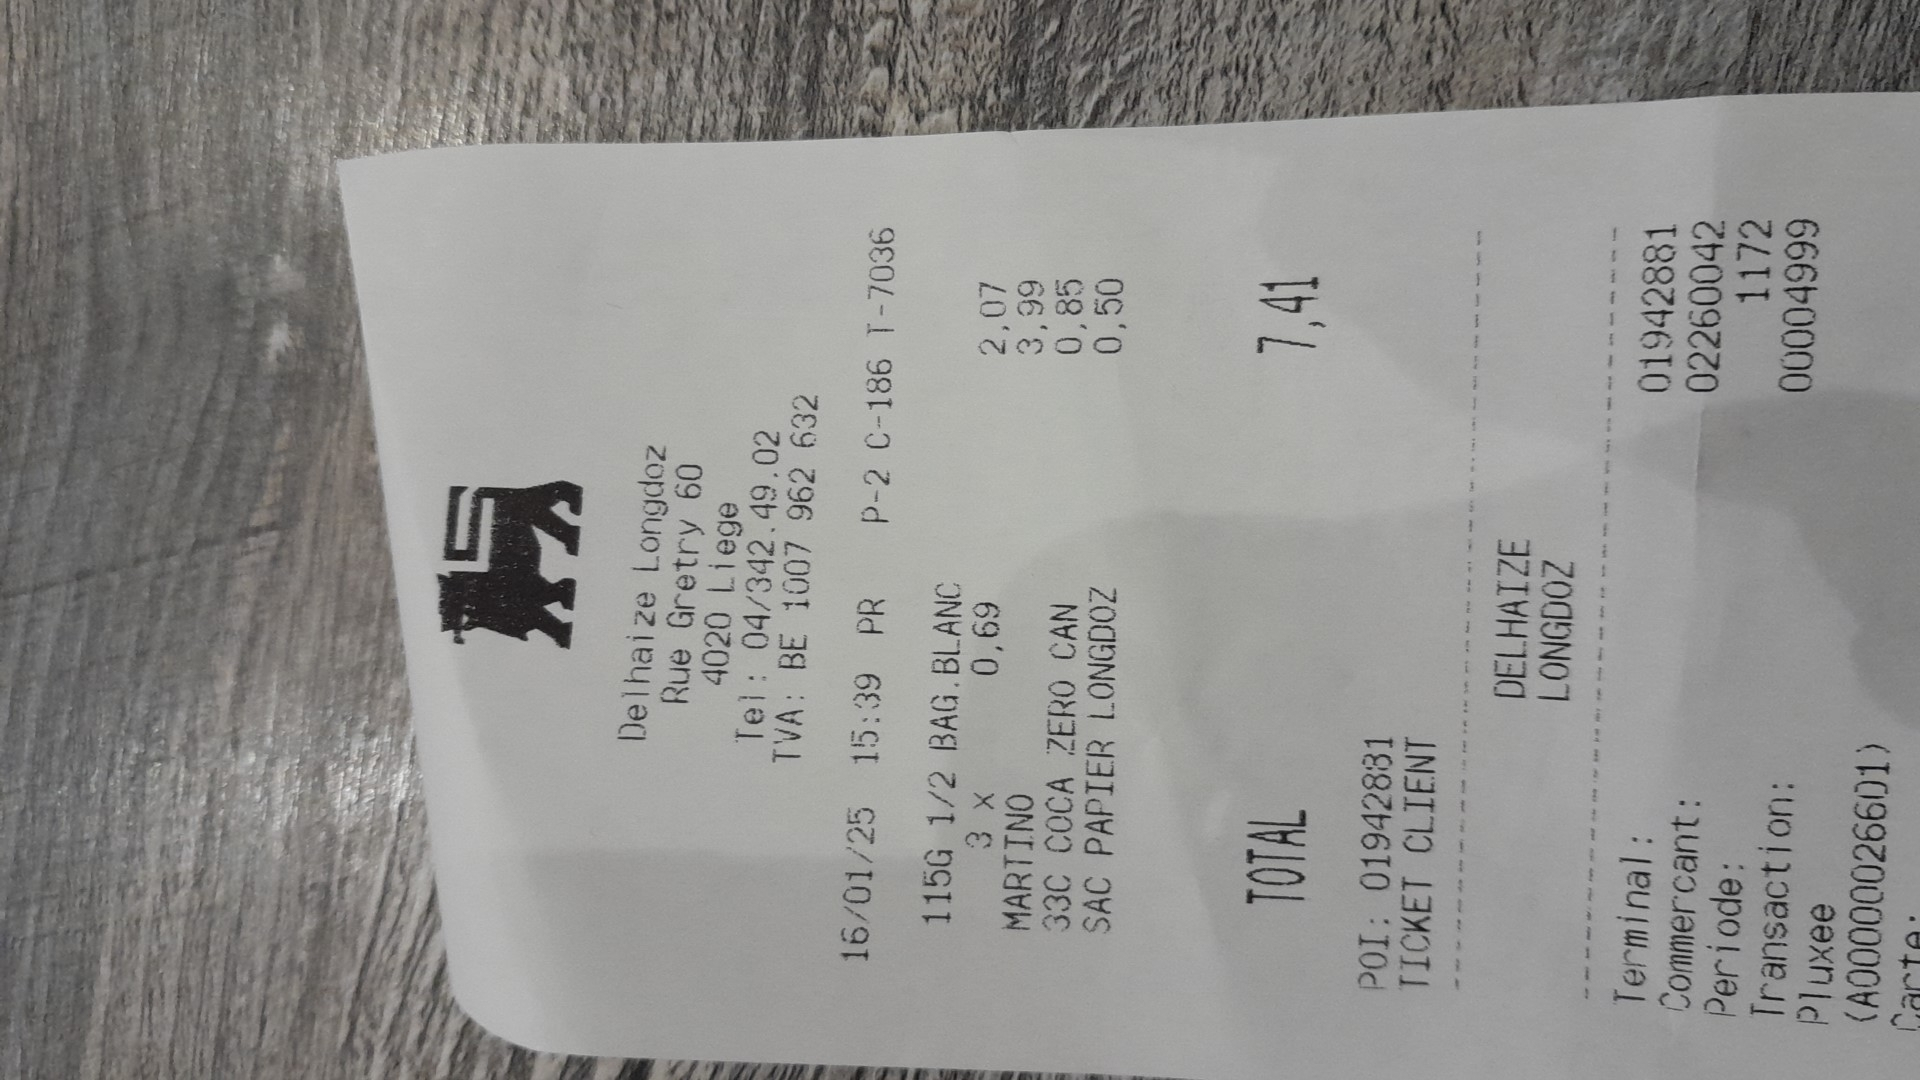 Delhaize Longdoz
Rue Gretry 60
4020 Liege
Tel: 04/342.49.02
TVA: BE 1007 962 632
16/01/25 15:39 PR P-2 C-186 T-7036
115G 1/2 BAG.BLANC
3 x 0,69 2,07
MARTINO 3,99
33C COCA ZERO CAN 0,85
SAC PAPIER LONGDOZ 0,50
TOTAL 7,41
POI: 01942881
TICKET CLIENT
DELHAIZE
LONGDOZ
Terminal: 01942881
Commercant: 02260042
Periode: 1172
Transaction: 00004999
Pluxee
(A00000026601)
Carte: